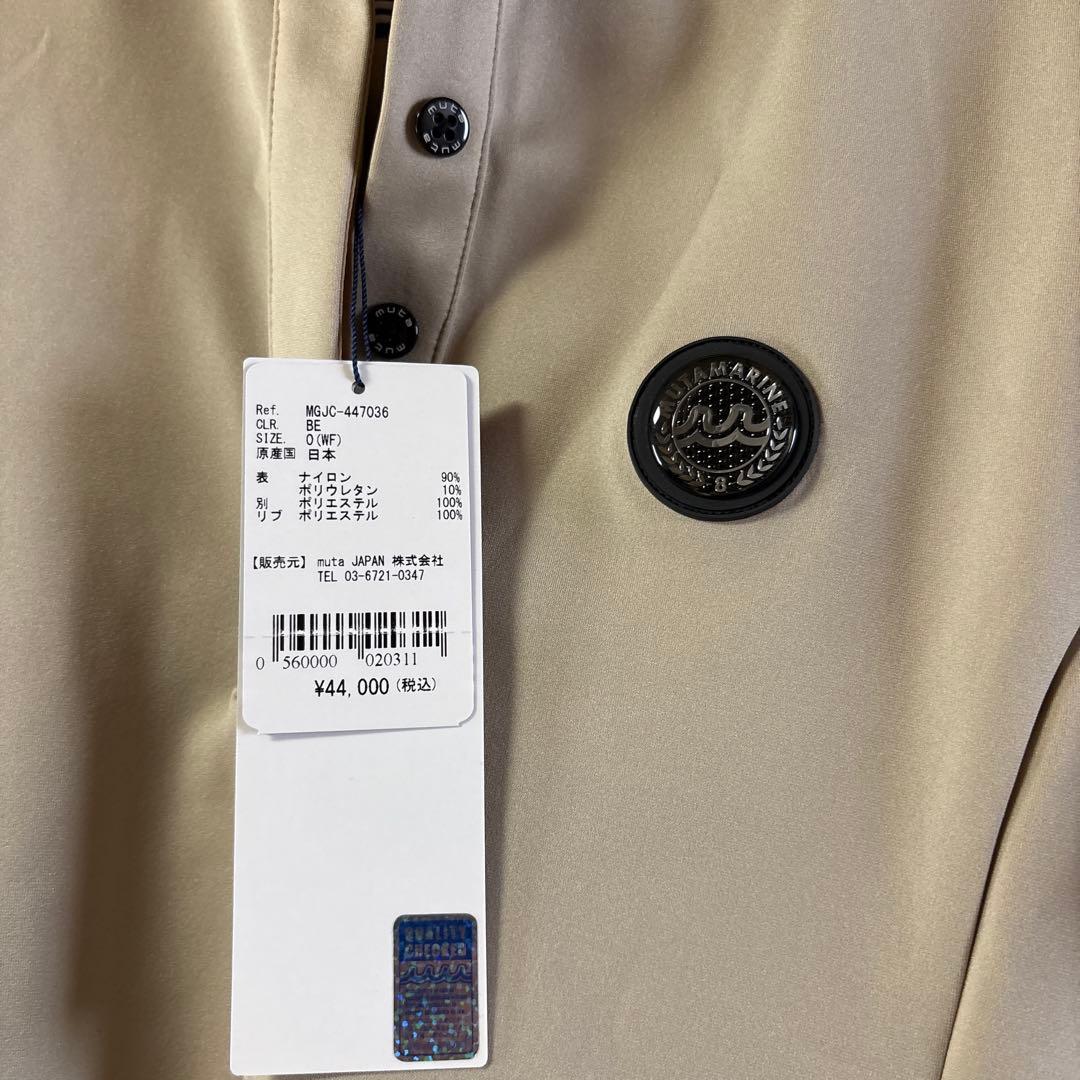 muta muta
muta muta
MUTAMARINE
8
Ref. MGJC-447036
CLR. BE
SIZE. 0(WF)
原産国 日本
表 ナイロン 90%
ポリウレタン 10%
別 ポリエステル 100%
リブ ポリエステル 100%
【販売元】 muta JAPAN 株式会社
TEL 03-6721-0347
0 560000 020311
¥44,000(税込)
QUALITY
CHECKED